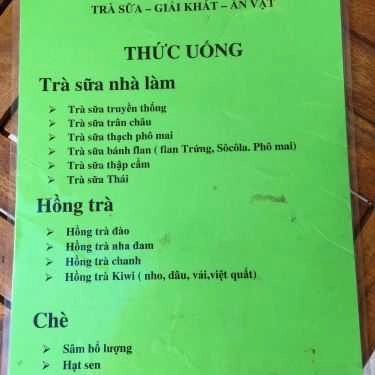 TRÀ SỮA – GIẢI KHÁT – ĂN VẶT
THỨC UỐNG
Trà sữa nhà làm
Trà sữa truyền thống
Trà sữa trân châu
Trà sữa thạch phô mai
Trà sữa bánh flan ( flan Trứng, Sôcôla. Phô mai)
Trà sữa thập cẩm
Trà sữa Thái
Hồng trà
Hồng trà đào
Hồng trà nha đam
Hồng trà chanh
Hồng trà Kiwi ( nho, dâu, vải,việt quất)
Chè
Sâm bổ lượng
Hạt sen